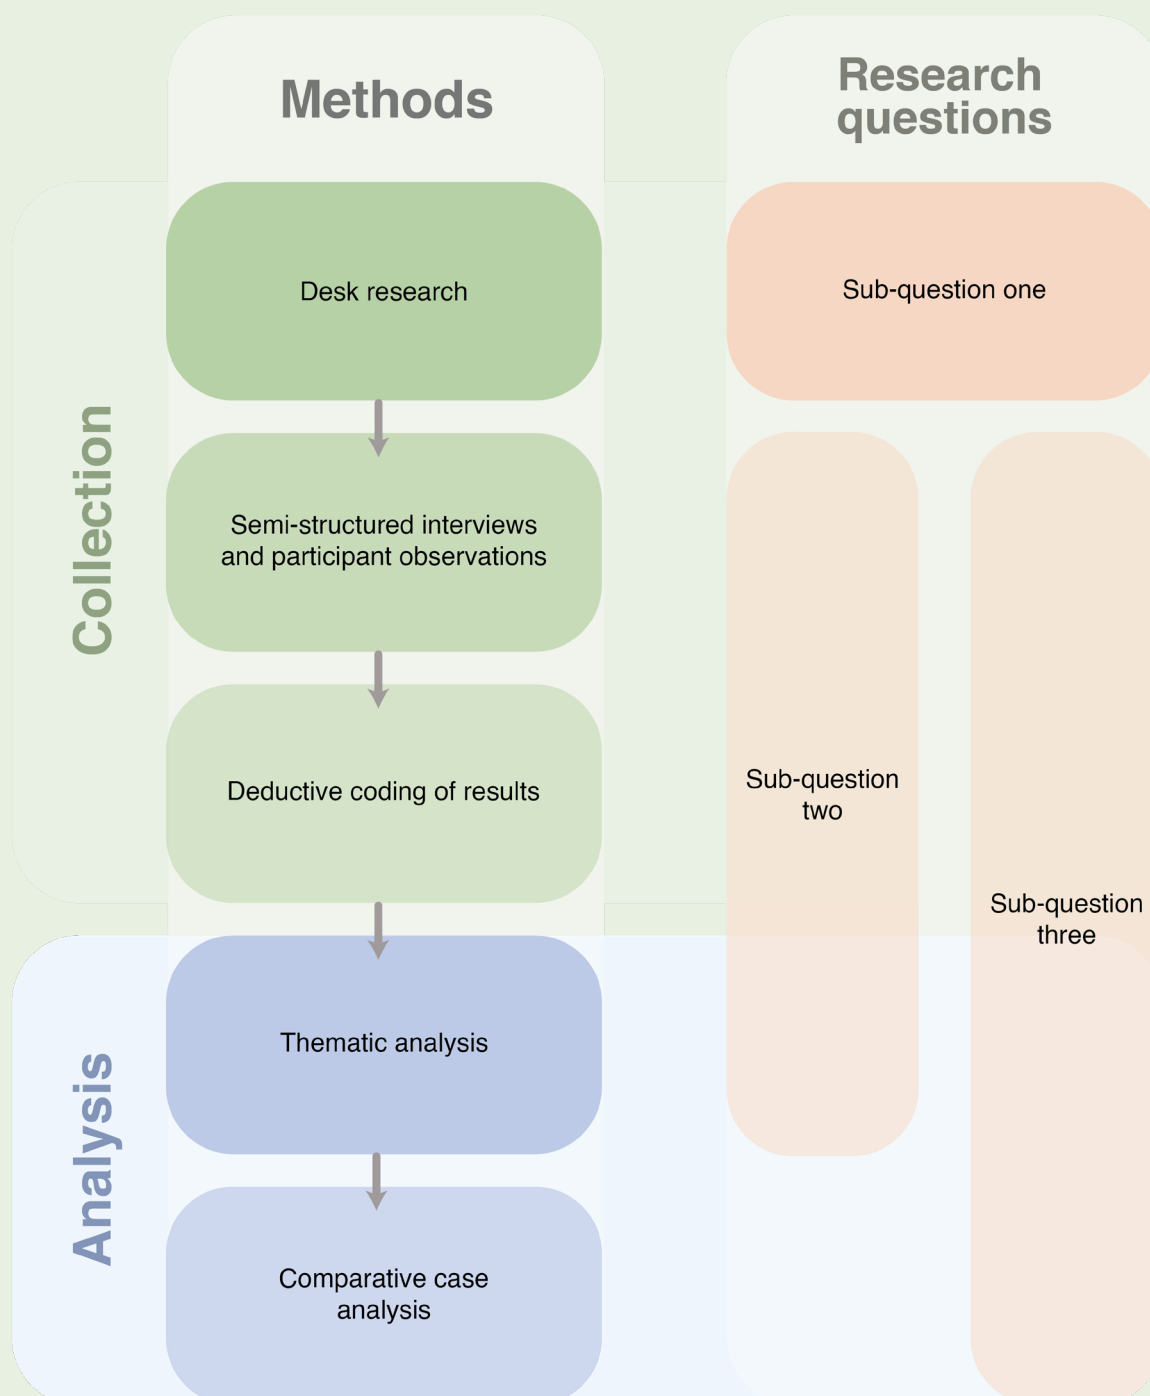 Methods
Research
questions
Collection
Desk research
Sub-question one
Semi-structured interviews
and participant observations
Deductive coding of results
Sub-question
two
Sub-question
three
Analysis
Thematic analysis
Comparative case
analysis